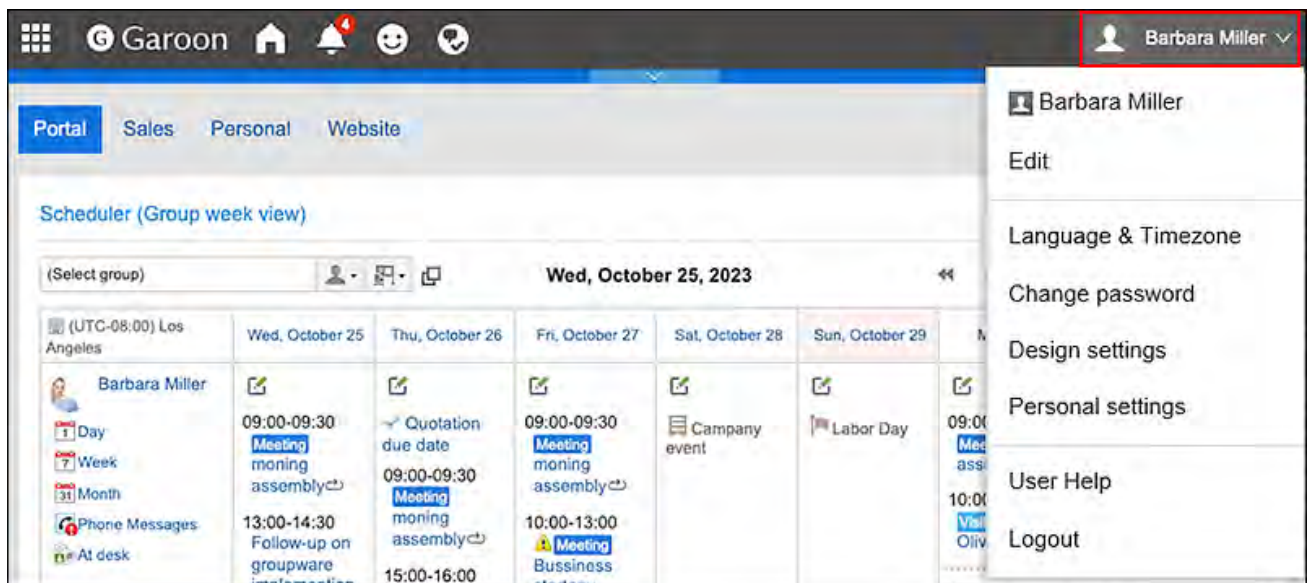 Garoon
4
Barbara Miller
Portal
Sales
Personal
Website
Scheduler (Group week view)
(Select group)
Wed, October 25, 2023
(UTC-08:00) Los
Angeles
Wed, October 25
Thu, October 26
Fri, October 27
Sat, October 28
Sun, October 29
Barbara Miller
1 Day
7 Week
31 Month
Phone Messages
At desk
09:00-09:30
Meeting
moning
assembly
13:00-14:30
Follow-up on
groupware
Quotation
due date
09:00-09:30
Meeting
moning
assembly
15:00-16:00
09:00-09:30
Meeting
moning
assembly
10:00-13:00
Meeting
Bussiness
Campany
event
Labor Day
Barbara Miller
Edit
Language & Timezone
Change password
Design settings
Personal settings
User Help
Logout